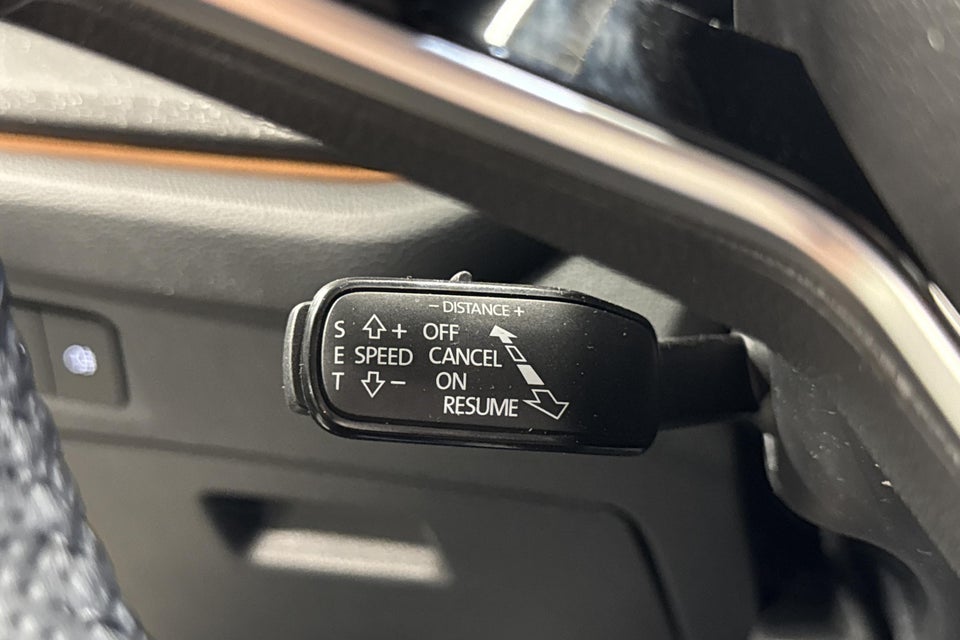 − DISTANCE +
S + OFF
E SPEED CANCEL
T − ON
RESUME